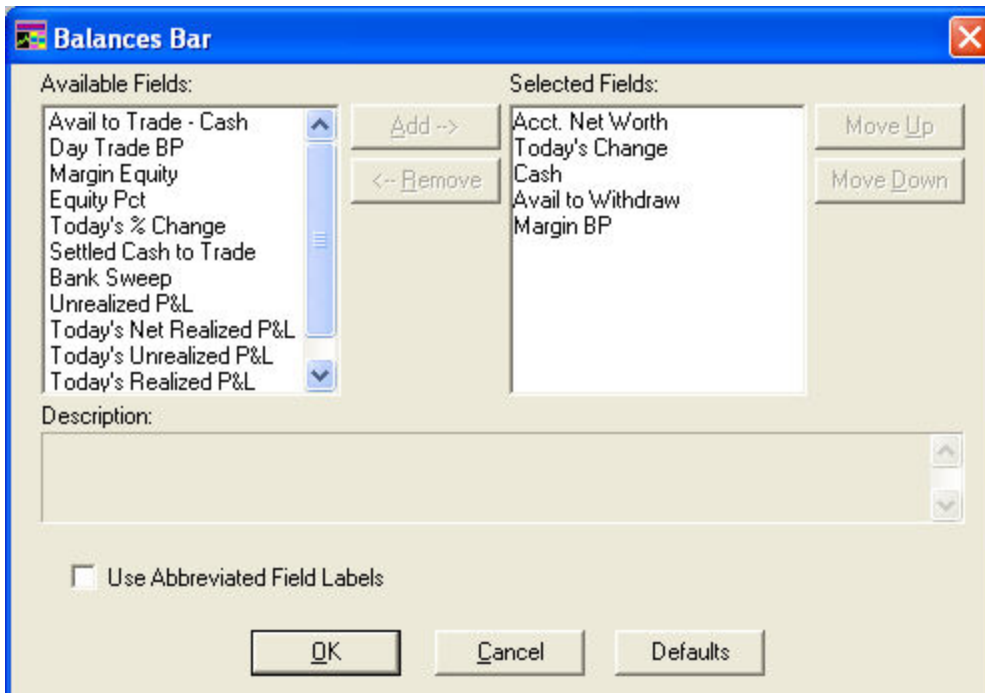 Balances Bar
Available Fields:
Avail to Trade - Cash
Day Trade BP
Margin Equity
Equity Pct
Today's % Change
Settled Cash to Trade
Bank Sweep
Unrealized P&L
Today's Net Realized P&L
Today's Unrealized P&L
Today's Realized P&L
Add -->
<-- Remove
Selected Fields:
Acct. Net Worth
Today's Change
Cash
Avail to Withdraw
Margin BP
Move Up
Move Down
Description:
Use Abbreviated Field Labels
OK
Cancel
Defaults